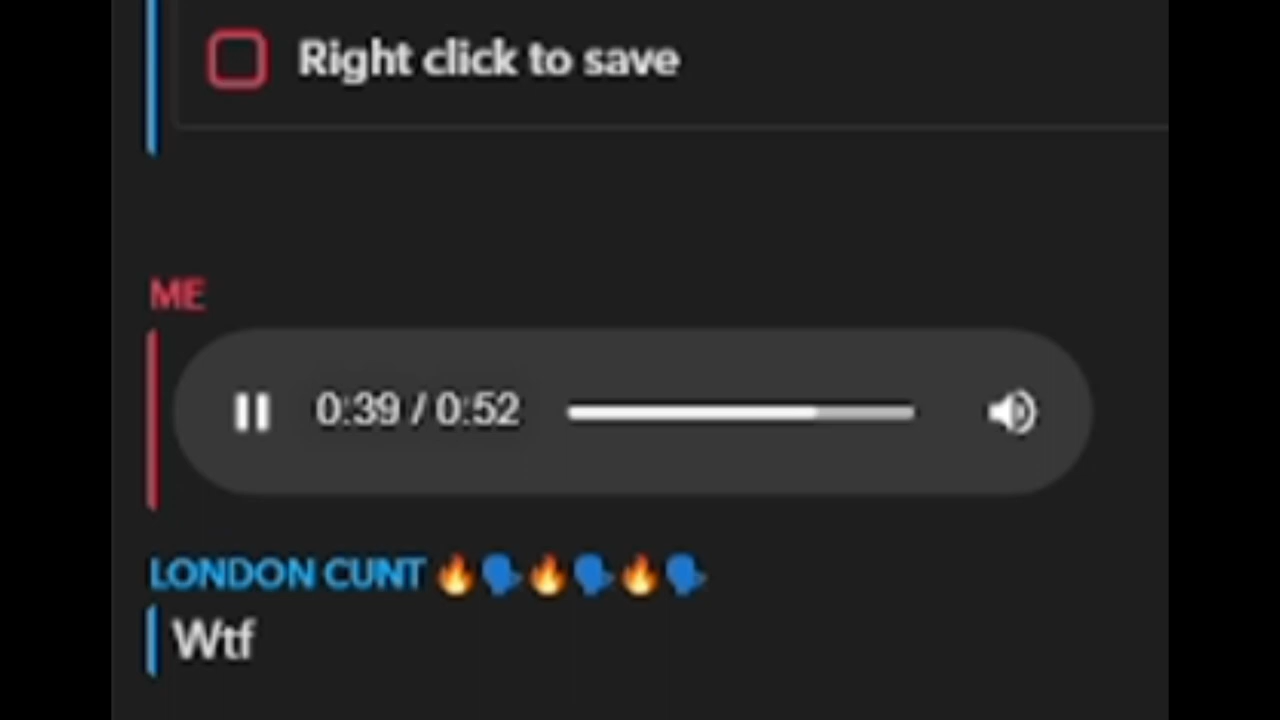 Right click to save
ME
0:39 / 0:52
LONDON CUNT 🔥🗣️🔥🗣️🔥🗣️
Wtf